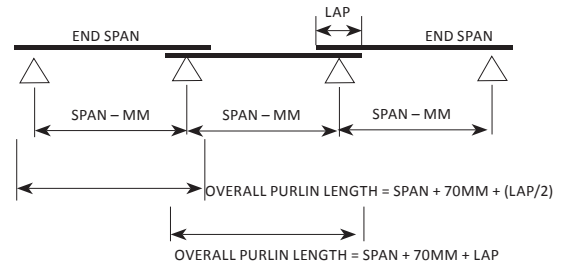 LAP
END SPAN
END SPAN
SPAN – MM
SPAN – MM
SPAN – MM
OVERALL PURLIN LENGTH = SPAN + 70MM + (LAP/2)
OVERALL PURLIN LENGTH = SPAN + 70MM + LAP